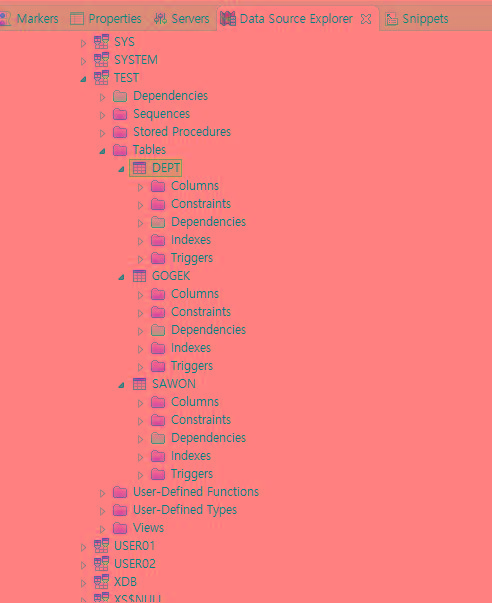 Markers Properties Servers Data Source Explorer Snippets
SYS
SYSTEM
TEST
Dependencies
Sequences
Stored Procedures
Tables
DEPT
Columns
Constraints
Dependencies
Indexes
Triggers
GOGEK
Columns
Constraints
Dependencies
Indexes
Triggers
SAWON
Columns
Constraints
Dependencies
Indexes
Triggers
User-Defined Functions
User-Defined Types
Views
USER01
USER02
XDB
XS$NULL